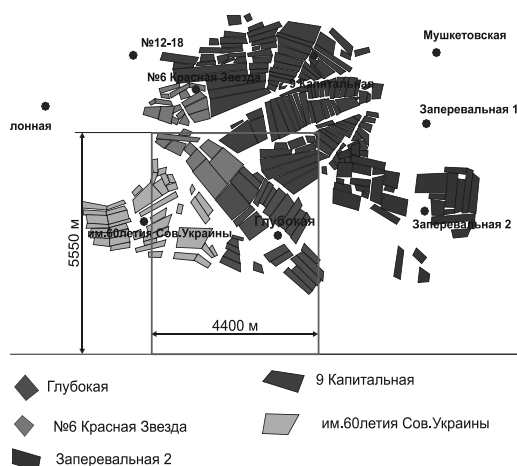 №12-18
Мушкетовская
№6 Красная Звезда
9 Капитальная
Заперевальная 1
лонная
Глубокая
Заперевальная 2
им.60летия Сов.Украины
5550 м
4400 м
Глубокая
9 Капитальная
№6 Красная Звезда
им.60летия Сов.Украины
Заперевальная 2